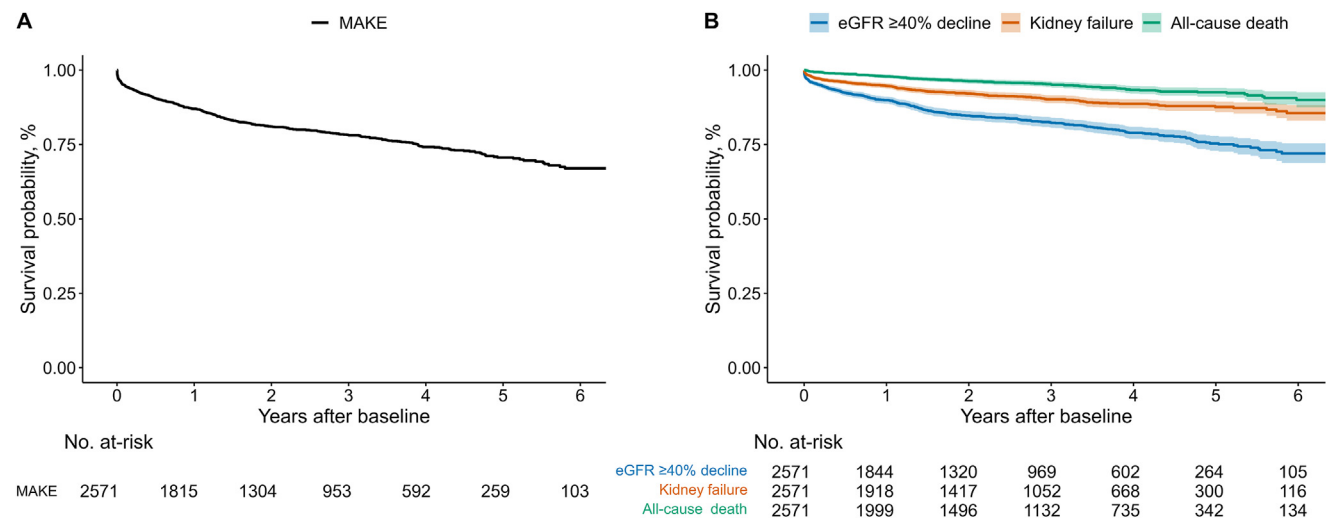 A
MAKE
Survival probability, %
1.00
0.75
0.50
0.25
0.00
0 1 2 3 4 5 6
Years after baseline
No. at-risk
MAKE 2571 1815 1304 953 592 259 103
B
eGFR ≥40% decline Kidney failure All-cause death
Survival probability, %
1.00
0.75
0.50
0.25
0.00
0 1 2 3 4 5 6
Years after baseline
No. at-risk
eGFR ≥40% decline 2571 1844 1320 969 602 264 105
Kidney failure 2571 1918 1417 1052 668 300 116
All-cause death 2571 1999 1496 1132 735 342 134